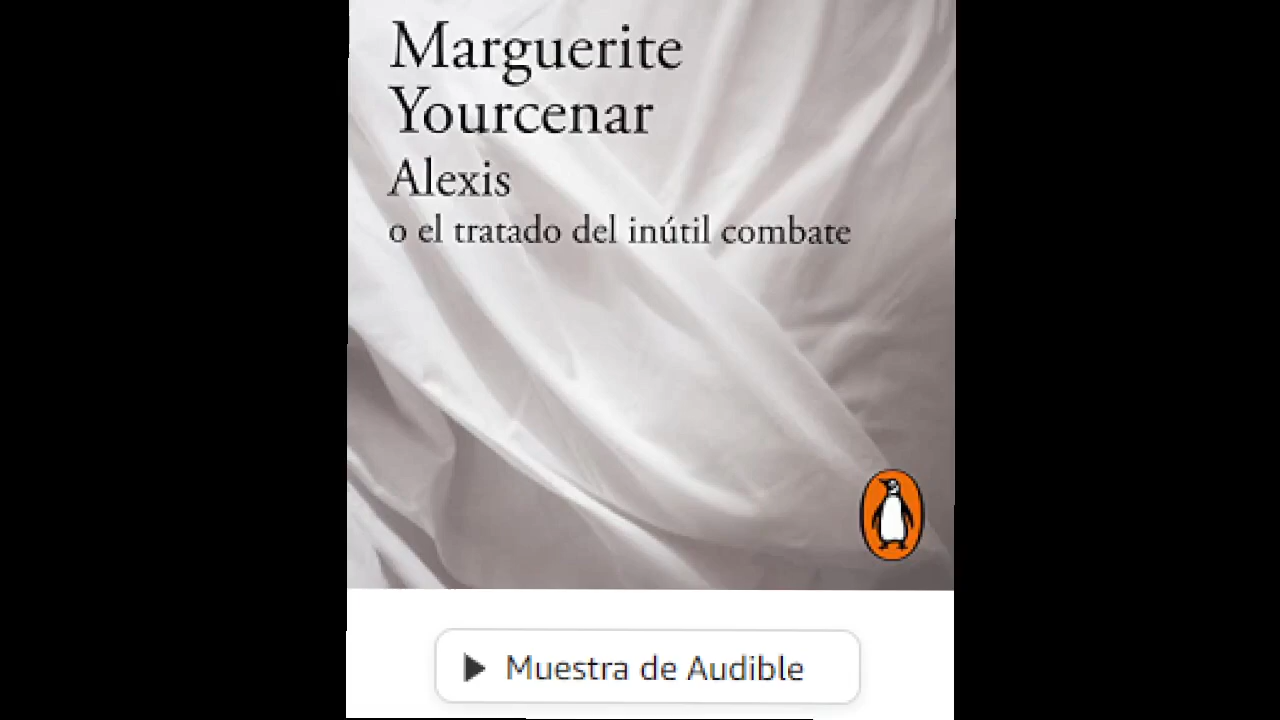 Marguerite
Yourcenar
Alexis
o el tratado del inútil combate
Muestra de Audible